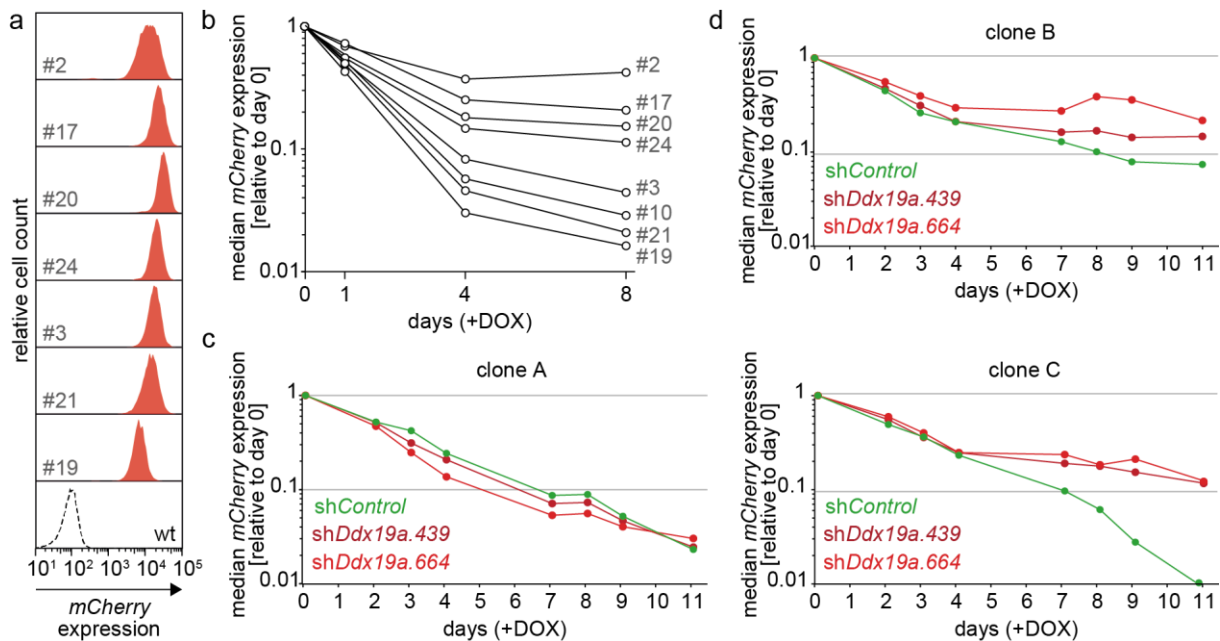 a
#2
#17
#20
#24
#3
#21
#19
wt
relative cell count
10¹ 10² 10³ 10⁴ 10⁵
mCherry
expression
b
median mCherry expression
[relative to day 0]
1
0.1
0.01
0 1 4 8
days (+DOX)
#2
#17
#20
#24
#3
#10
#21
#19
c
clone A
median mCherry expression
[relative to day 0]
1
0.1
0.01
shControl
shDdx19a.439
shDdx19a.664
0 1 2 3 4 5 6 7 8 9 10 11
days (+DOX)
d
clone B
median mCherry expression
[relative to day 0]
1
0.1
0.01
shControl
shDdx19a.439
shDdx19a.664
0 1 2 3 4 5 6 7 8 9 11
days (+DOX)
clone C
median mCherry expression
[relative to day 0]
1
0.1
0.01
shControl
shDdx19a.439
shDdx19a.664
0 1 2 3 4 5 6 7 8 9 10 11
days (+DOX)